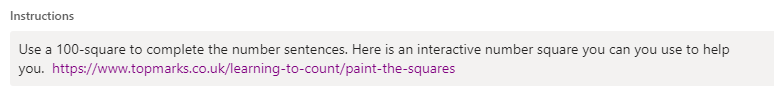 Instructions
Use a 100-square to complete the number sentences. Here is an interactive number square you can you use to help
you. https://www.topmarks.co.uk/learning-to-count/paint-the-squares